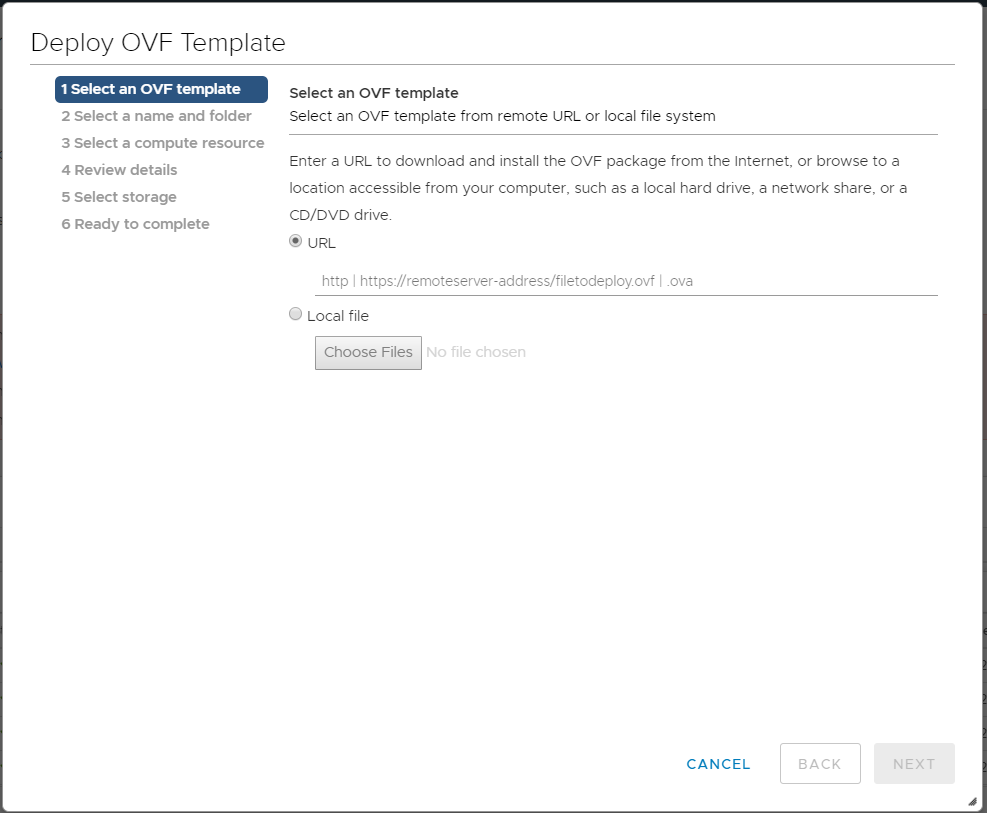 Deploy OVF Template
1 Select an OVF template
2 Select a name and folder
3 Select a compute resource
4 Review details
5 Select storage
6 Ready to complete
Select an OVF template
Select an OVF template from remote URL or local file system
Enter a URL to download and install the OVF package from the Internet, or browse to a
location accessible from your computer, such as a local hard drive, a network share, or a
CD/DVD drive.
URL
http | https://remoteserver-address/filetodeploy.ovf | .ova
Local file
Choose Files No file chosen
CANCEL BACK NEXT